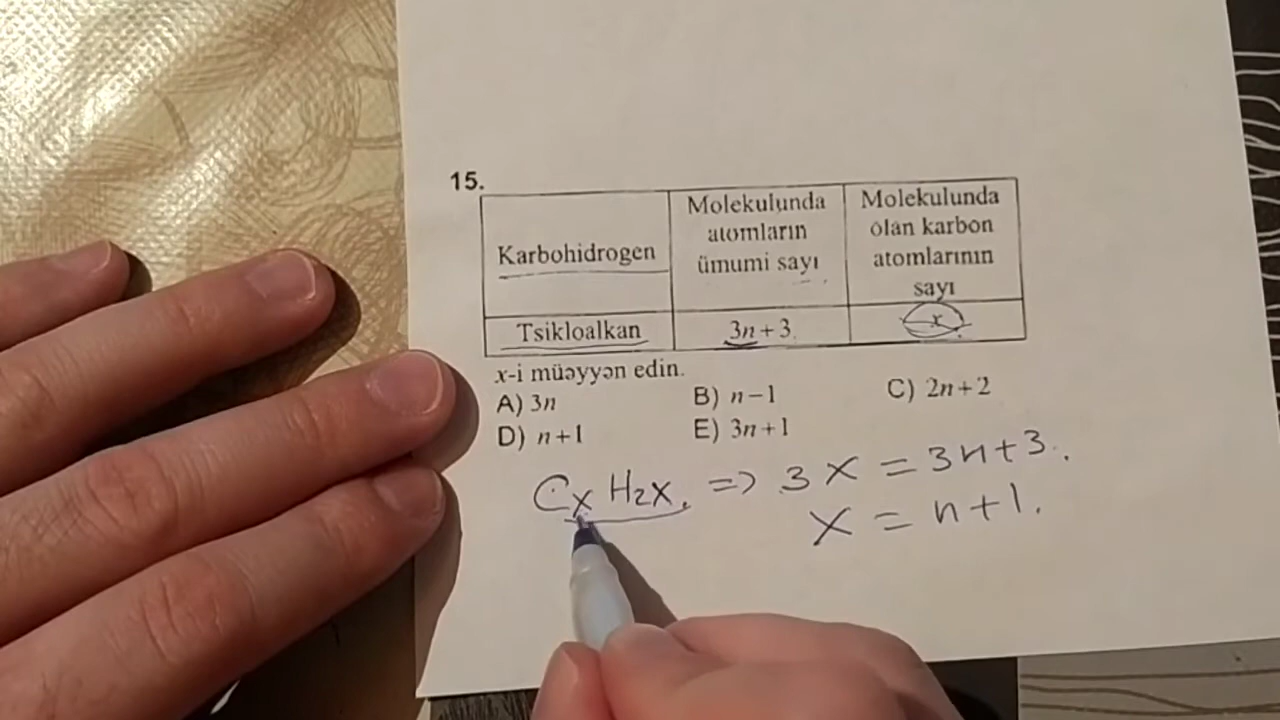 15.
Karbohidrogen
Molekulunda
atomların
ümumi sayı
Molekulunda
olan karbon
atomlarının
sayı
Tsikloalkan
3n+3
x
x-i müəyyən edin.
A) 3n
B) n−1
C) 2n+2
D) n+1
E) 3n+1
CxH2x. => 3x = 3n+3.
x = n+1.